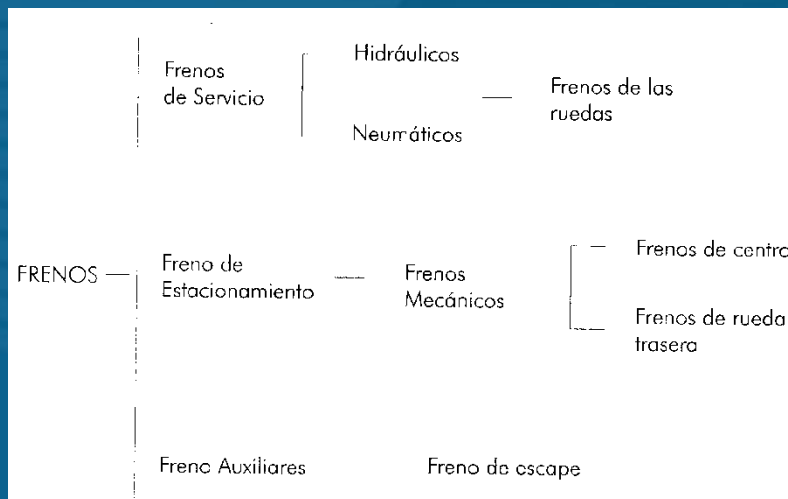 Frenos
de Servicio
Hidráulicos
Neumáticos
Frenos de las
ruedas
FRENOS
Freno de
Estacionamiento
Frenos
Mecánicos
Frenos de centro
Frenos de rueda
trasera
Freno Auxiliares
Freno de escape